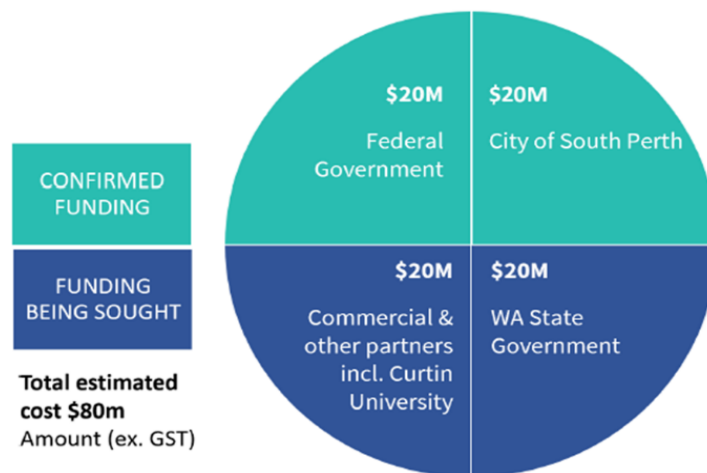 $20M
Federal
Government
$20M
City of South Perth
CONFIRMED
FUNDING
FUNDING
BEING SOUGHT
$20M
Commercial &
other partners
incl. Curtin
University
$20M
WA State
Government
Total estimated
cost $80m
Amount (ex. GST)